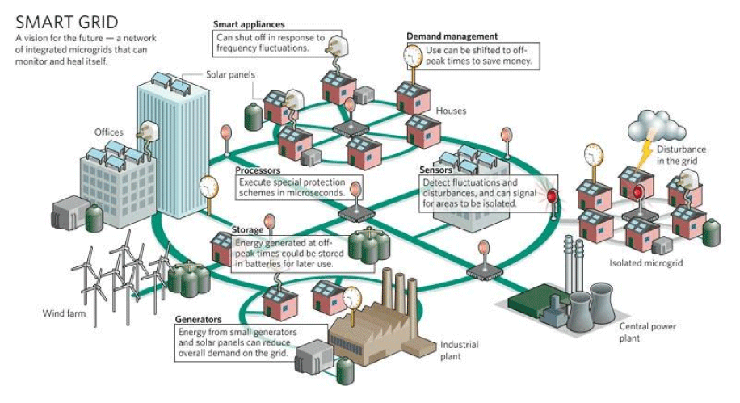 SMART GRID
A vision for the future — a network
of integrated microgrids that can
monitor and heal itself.
Smart appliances
Can shut off in response to
frequency fluctuations.
Demand management
Use can be shifted to off-
peak times to save money.
Solar panels
Houses
Offices
Disturbance
in the grid
Processors
Execute special protection
schemes in microseconds.
Sensors
Detect fluctuations and
disturbances, and can signal
for areas to be isolated.
Storage
Energy generated at off-
peak times could be stored
in batteries for later use.
Isolated microgrid
Wind farm
Generators
Energy from small generators
and solar panels can reduce
overall demand on the grid.
Industrial
plant
Central power
plant